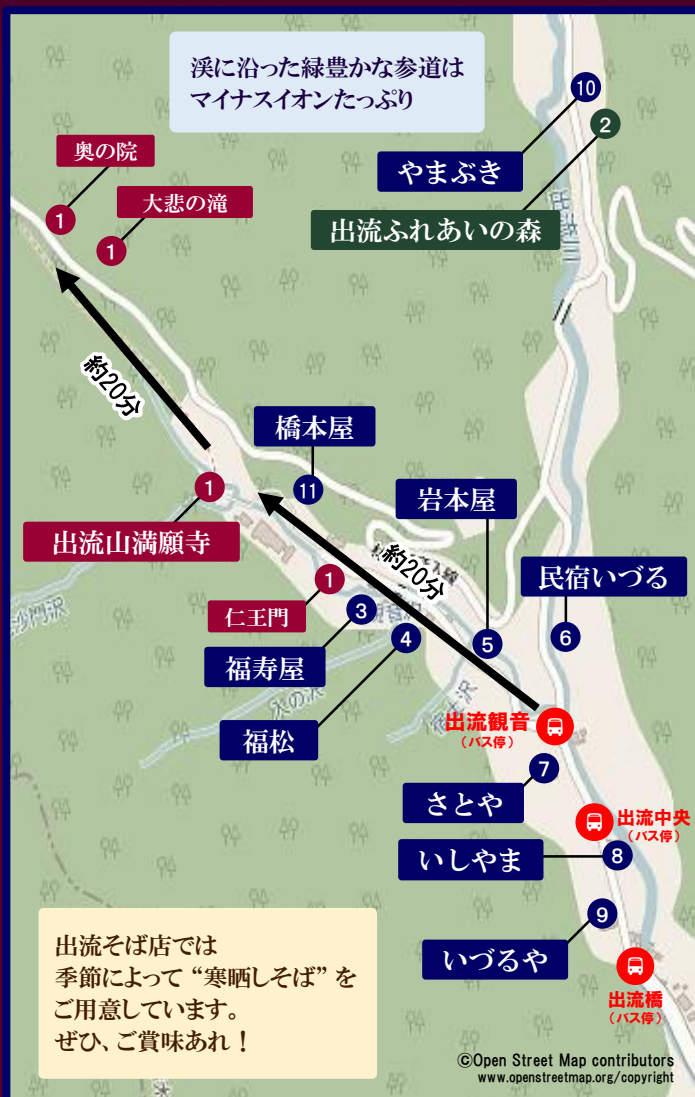 渓に沿った緑豊かな参道は
マイナスイオンたっぷり
奥の院
1
大悲の滝
1
10
2
やまぶき
出流ふれあいの森
出流川
約20分
橋本屋
11
岩本屋
1
出流山満願寺
約20分
民宿いづる
1
仁王門
3
4
5
6
福寿屋
福松
出流観音
(バス停)
7
さとや
出流中央
(バス停)
いしやま
8
9
いづるや
出流橋
(バス停)
出流そば店では
季節によって“寒晒しそば”を
ご用意しています。
ぜひ、ご賞味あれ！
©Open Street Map contributors
www.openstreetmap.org/copyright